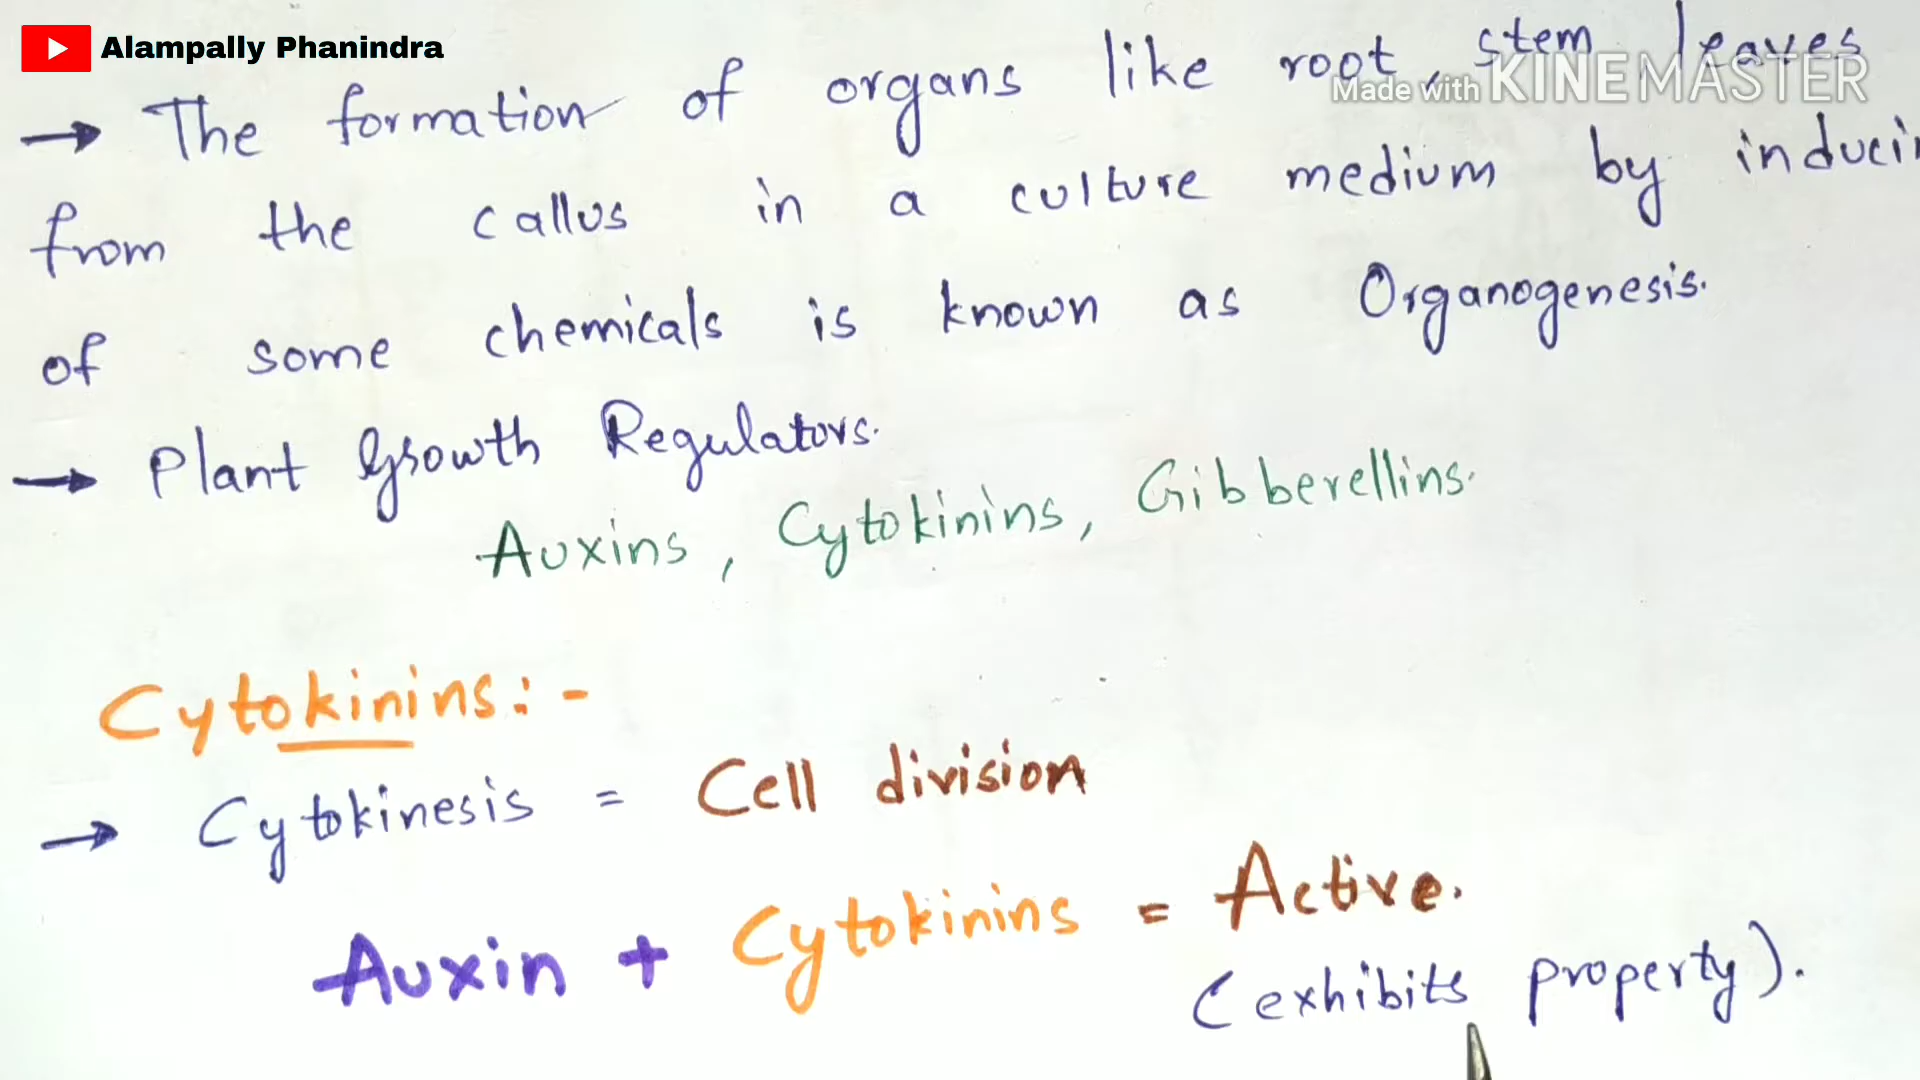 Alampally Phanindra
Made with KINEMASTER
→ The formation of organs like root, stem, leaves
from the callus in a culture medium by induci
of some chemicals is known as Organogenesis.
→ Plant Growth Regulators.
Auxins, Cytokinins, Gibberellins.
Cytokinins:-
→ Cytokinesis = Cell division
Auxin + Cytokinins = Active.
(exhibits property).